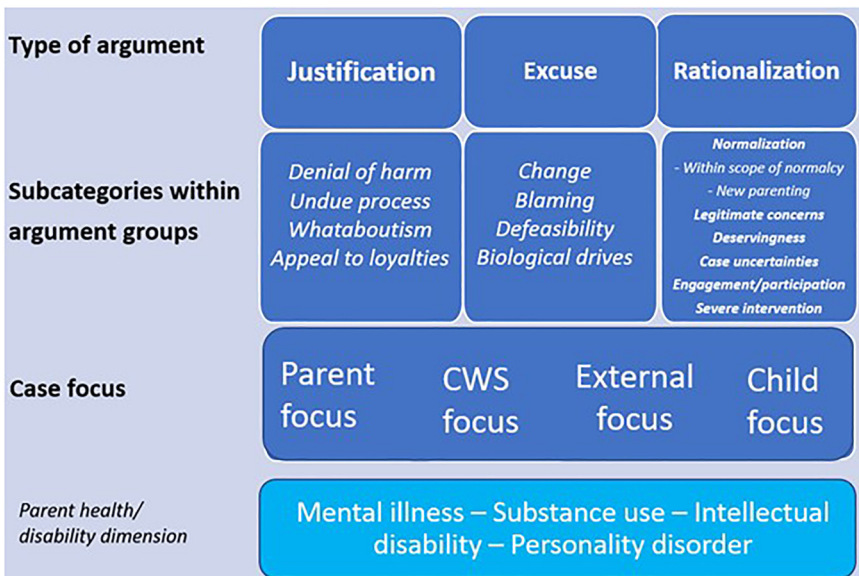 Type of argument
Justification
Excuse
Rationalization
Subcategories within
argument groups
Denial of harm
Undue process
Whataboutism
Appeal to loyalties
Change
Blaming
Defeasibility
Biological drives
Normalization
- Within scope of normalcy
- New parenting
Legitimate concerns
Deservingness
Case uncertainties
Engagement/participation
Severe intervention
Case focus
Parent
focus
CWS
focus
External
focus
Child
focus
Parent health/
disability dimension
Mental illness – Substance use – Intellectual
disability – Personality disorder